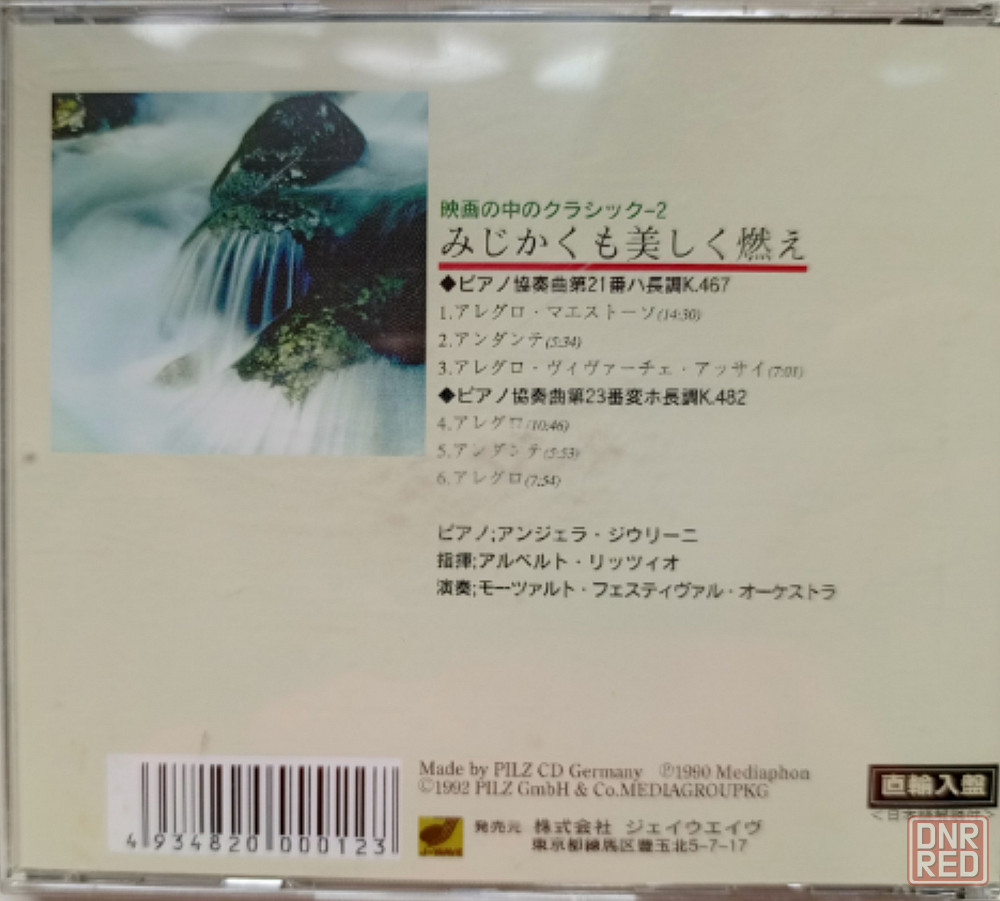 映画の中のクラシック-2
みじかくも美しく燃え
◆ピアノ協奏曲第21番ハ長調K.467
1.アレグロ・マエストーソ(14:30)
2.アンダンテ(5:34)
3.アレグロ・ヴィヴァーチェ・アッサイ(7:01)
◆ピアノ協奏曲第23番変ホ長調K.482
4.アレグロ(10:46)
5.アンダンテ(5:53)
6.アレグロ(7:54)
ピアノ;アンジェラ・ジウリーニ
指揮;アルベルト・リッツィオ
演奏;モーツァルト・フェスティヴァル・オーケストラ
Made by PILZ CD Germany ℗1990 Mediaphon
©1992 PILZ GmbH & Co.MEDIAGROUPKG
直輸入盤
4 934820 000123
J-WAVE
発売元 株式会社 ジェイウエイヴ
東京都練馬区豊玉北5-7-17
DNR
RED